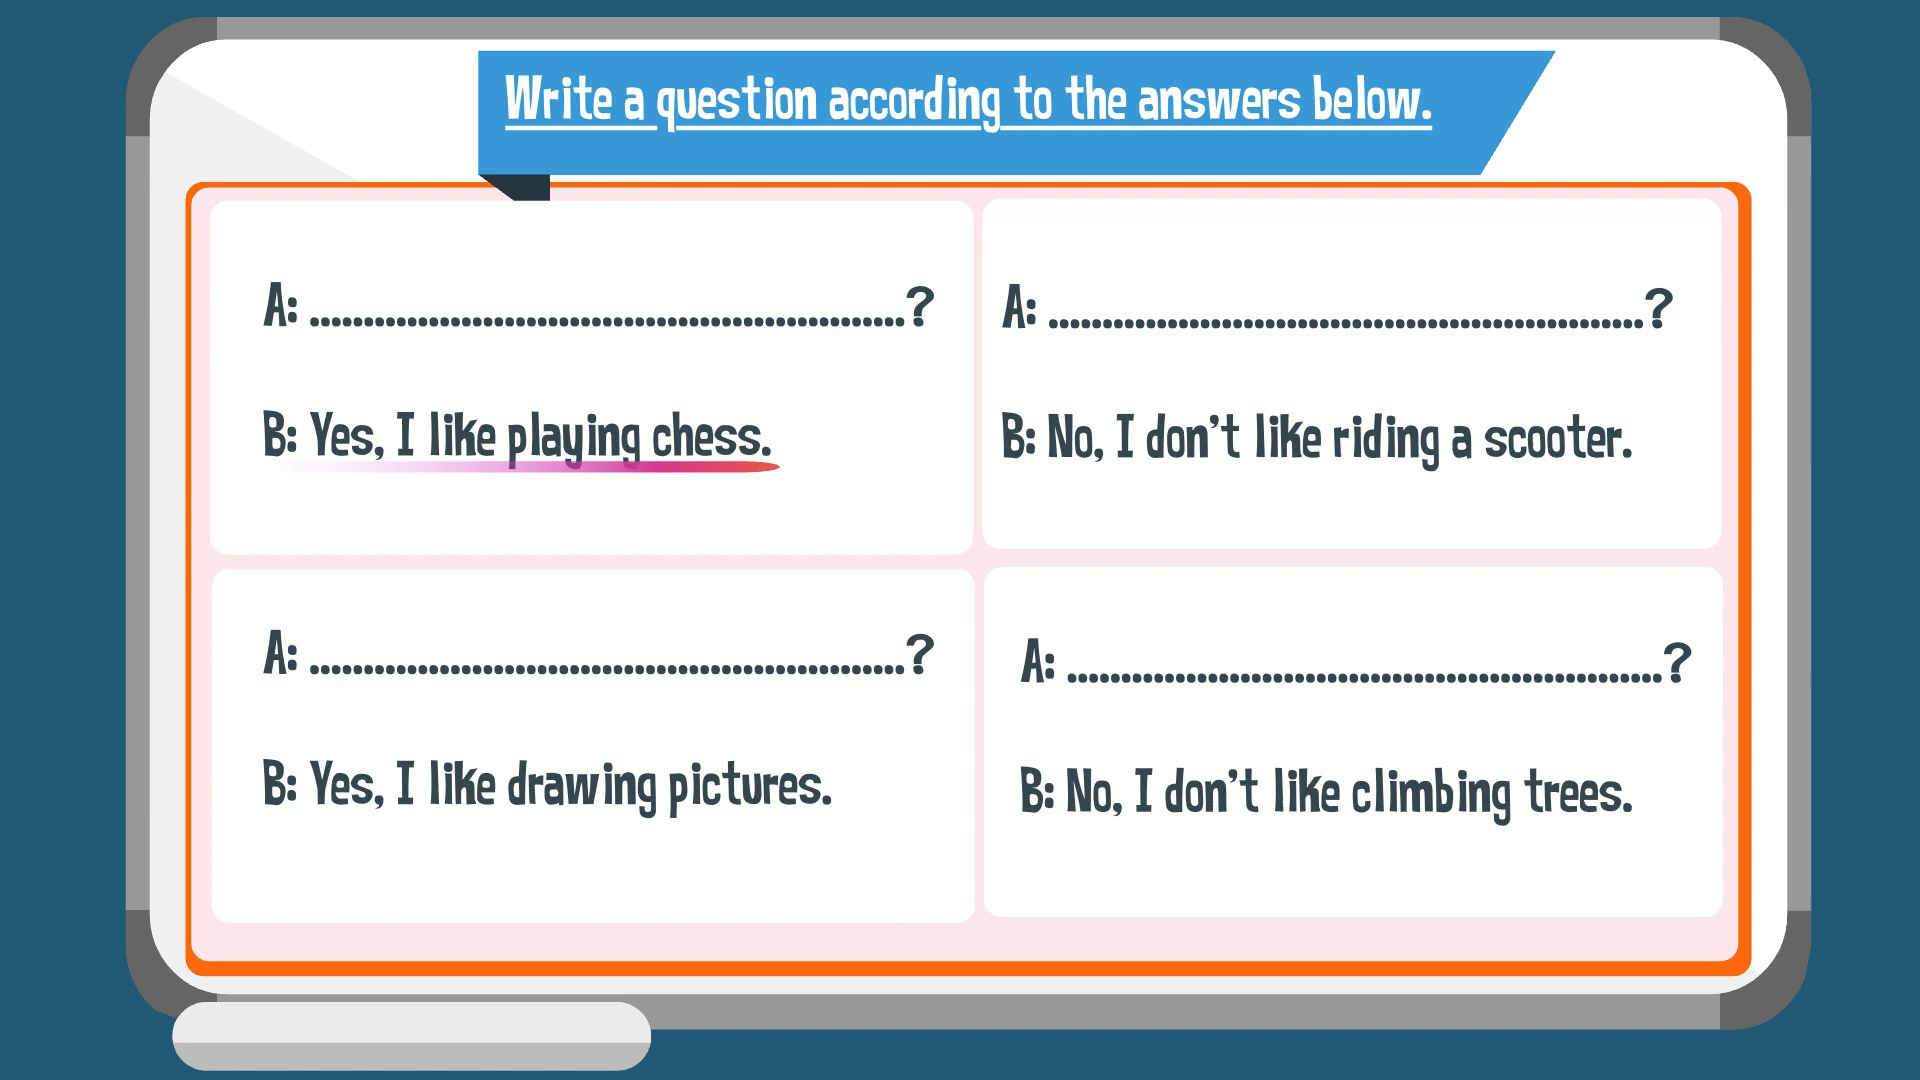 Write a question according to the answers below.
A: .......................................................?
B: Yes, I like playing chess.
A: .......................................................?
B: No, I don't like riding a scooter.
A: .......................................................?
B: Yes, I like drawing pictures.
A: .......................................................?
B: No, I don't like climbing trees.